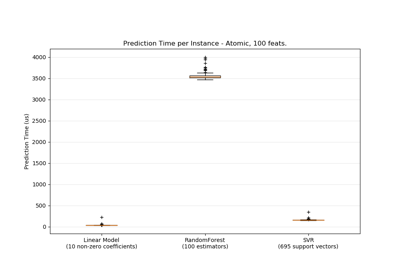 Prediction Time per Instance - Atomic, 100 feats.
Prediction Time (us)
4000
3500
3000
2500
2000
1500
1000
500
0
Linear Model
(10 non-zero coefficients)
RandomForest
(100 estimators)
SVR
(695 support vectors)